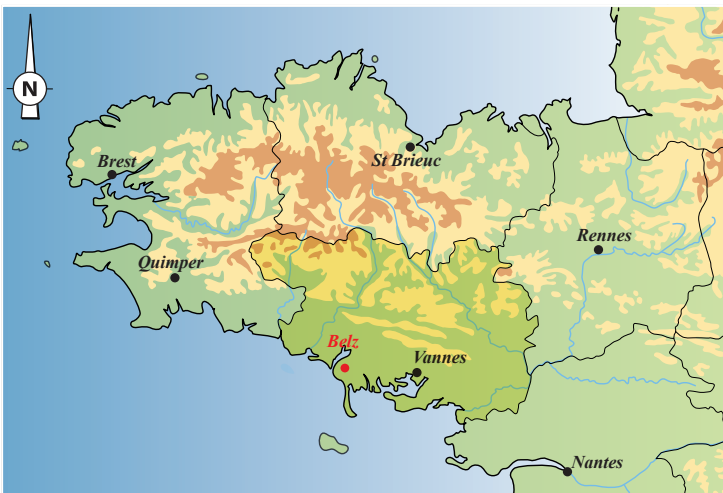 N
St Brieuc
Brest
Rennes
Quimper
Belz
Vannes
Nantes